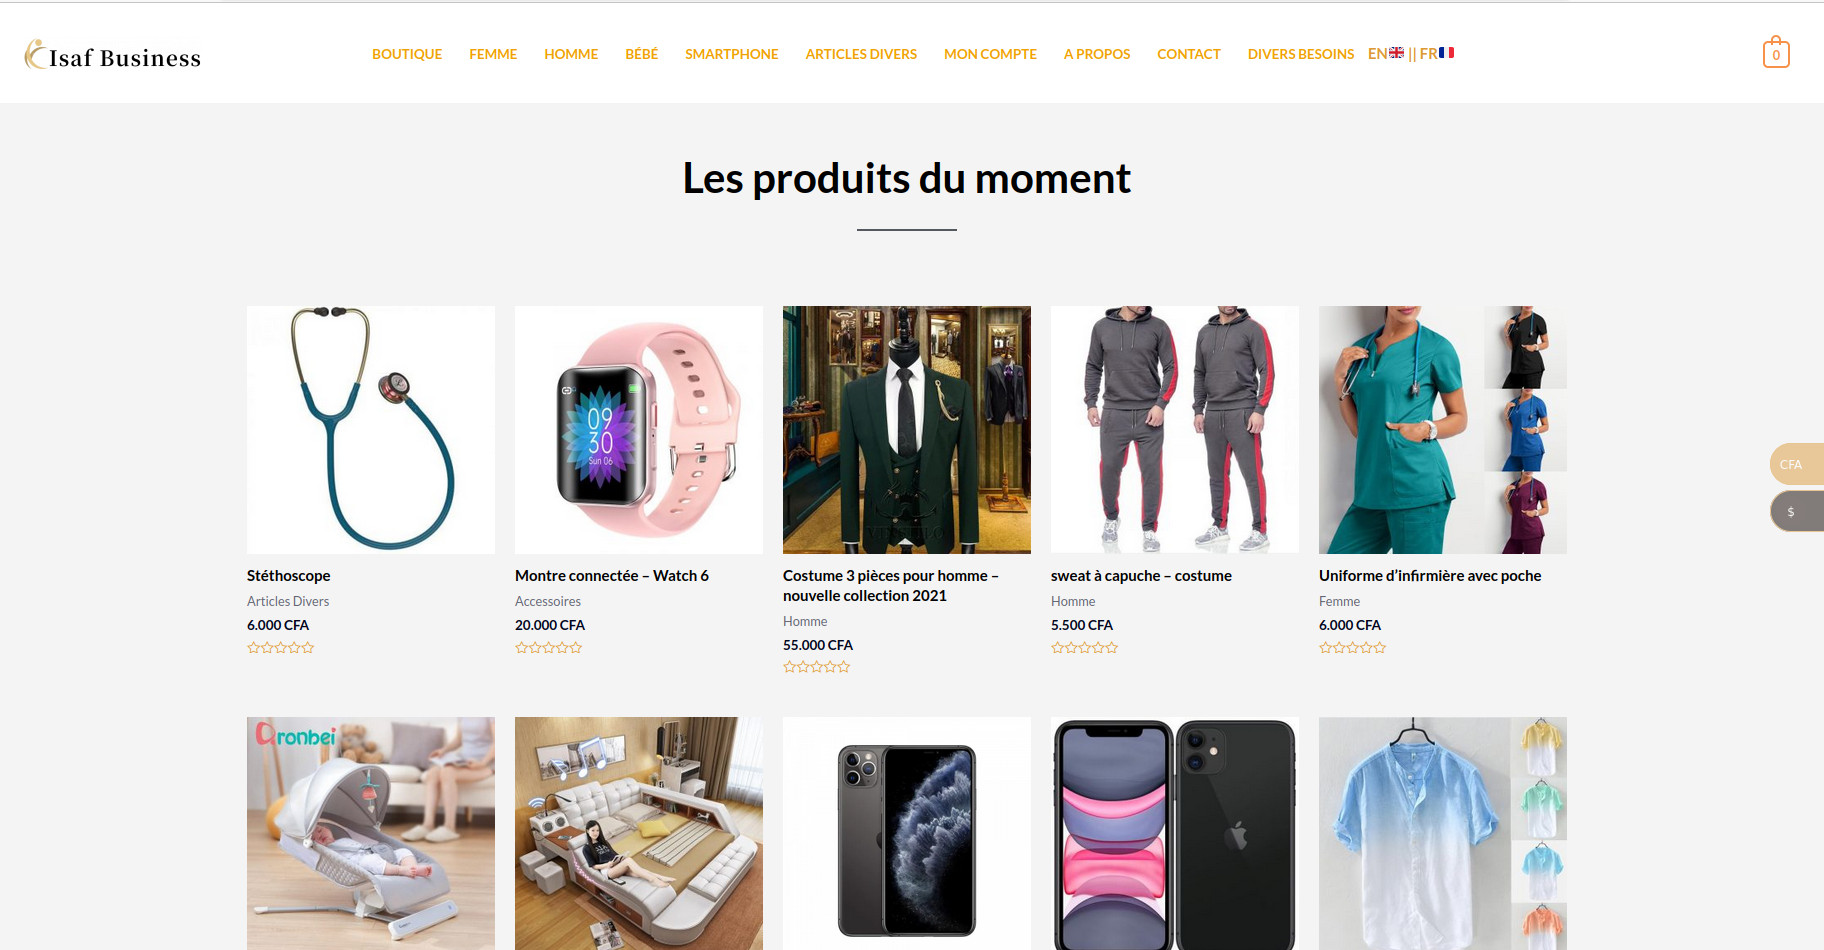 Isaf Business
BOUTIQUE FEMME HOMME BÉBÉ SMARTPHONE ARTICLES DIVERS MON COMPTE A PROPOS CONTACT DIVERS BESOINS EN || FR
0
Les produits du moment
09
30
Sun 06
Stéthoscope
Articles Divers
6.000 CFA
Montre connectée – Watch 6
Accessoires
20.000 CFA
Costume 3 pièces pour homme –
nouvelle collection 2021
Homme
55.000 CFA
sweat à capuche – costume
Homme
5.500 CFA
Uniforme d’infirmière avec poche
Femme
6.000 CFA
CFA
$
ronbei